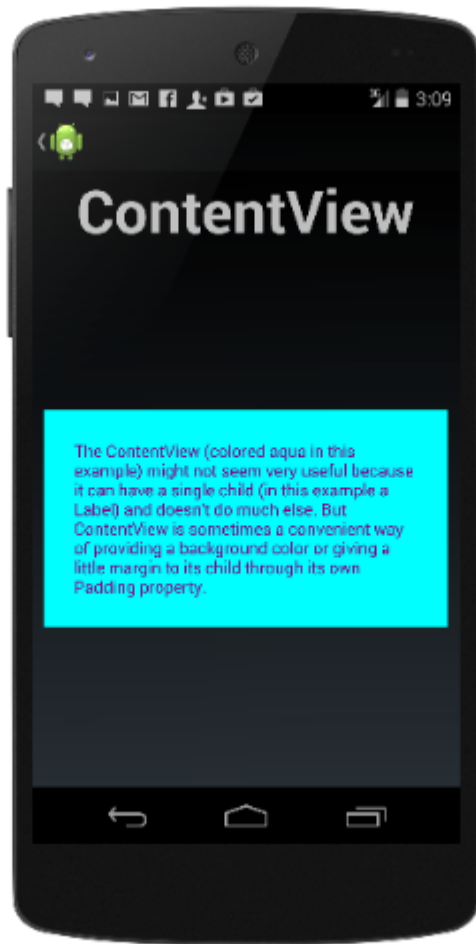 3G 3:09
ContentView
The ContentView (colored aqua in this
example) might not seem very useful because
it can have a single child (in this example a
Label) and doesn't do much else. But
ContentView is sometimes a convenient way
of providing a background color or giving a
little margin to its child through its own
Padding property.